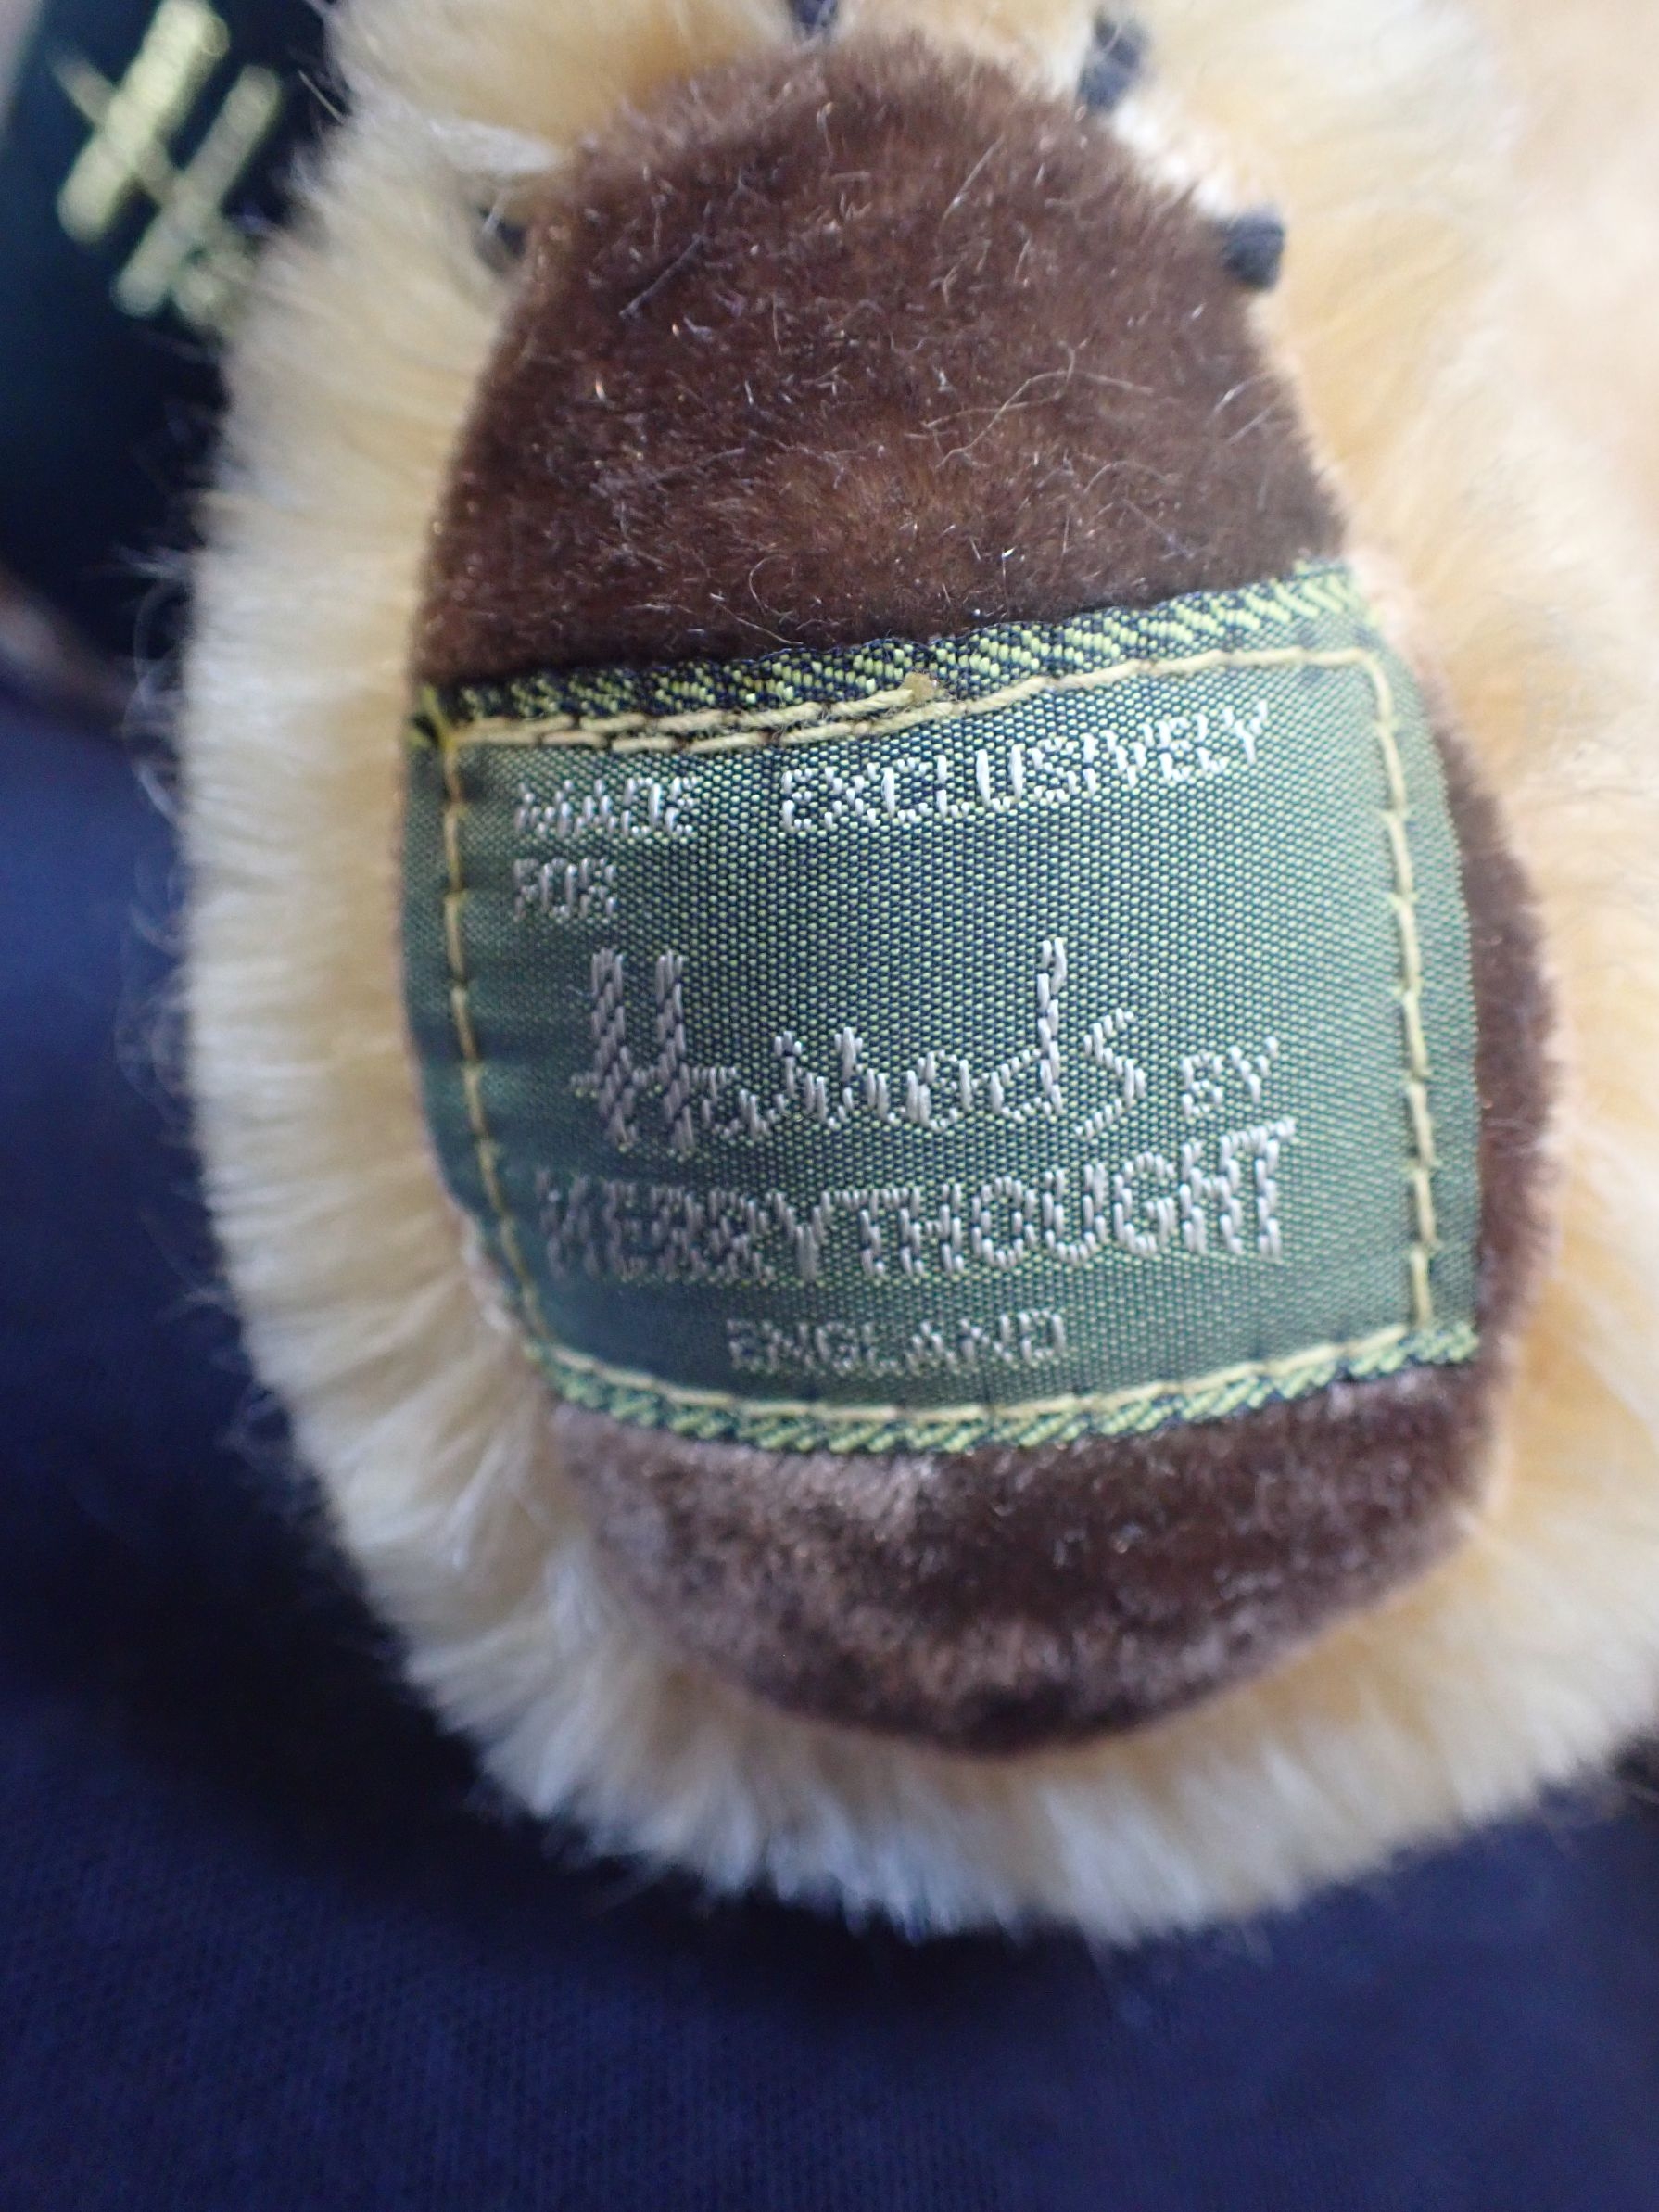 MADE EXCLUSIVELY
FOR
Harrods BY
MERRYTHOUGHT
ENGLAND